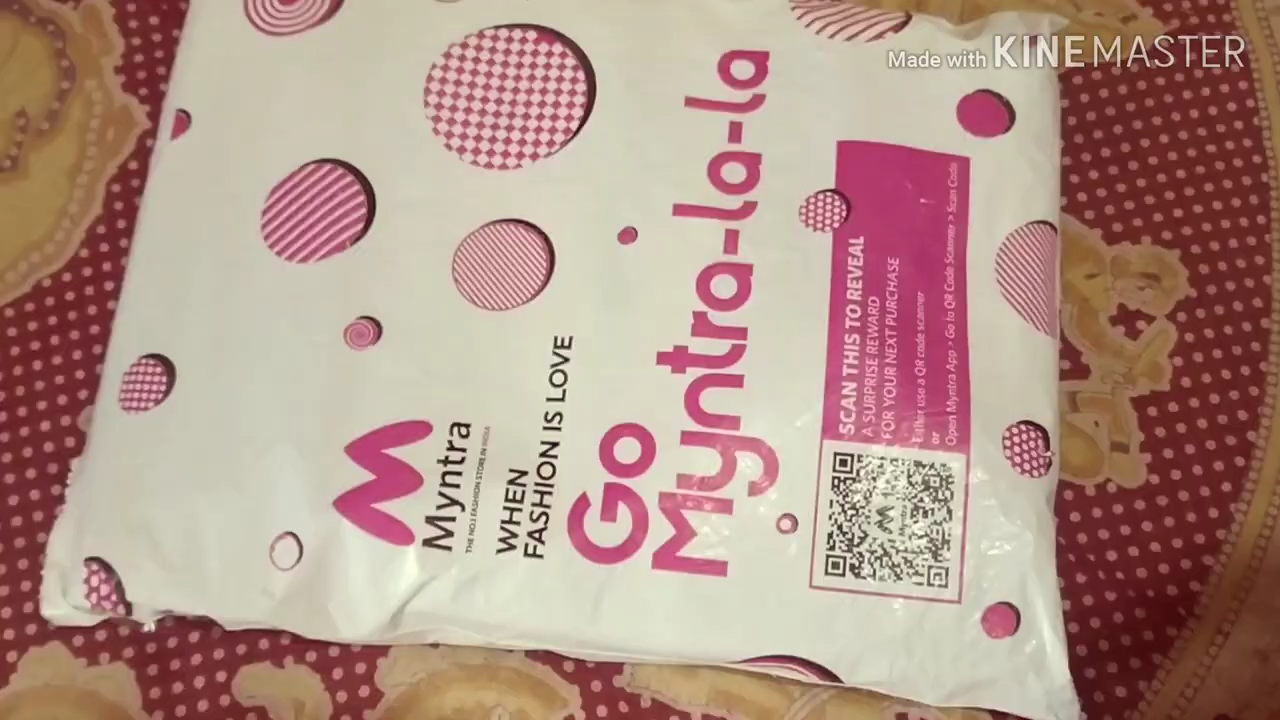 Made with KINEMASTER
Myntra
THE NO.1 FASHION STORE IN INDIA
WHEN
FASHION IS LOVE
Go
Myntra-la-la
SCAN THIS TO REVEAL
A SURPRISE REWARD
FOR YOUR NEXT PURCHASE
Either use a QR code scanner
or
Open Myntra App > Go to QR Code Scanner > Scan Code
Myntra